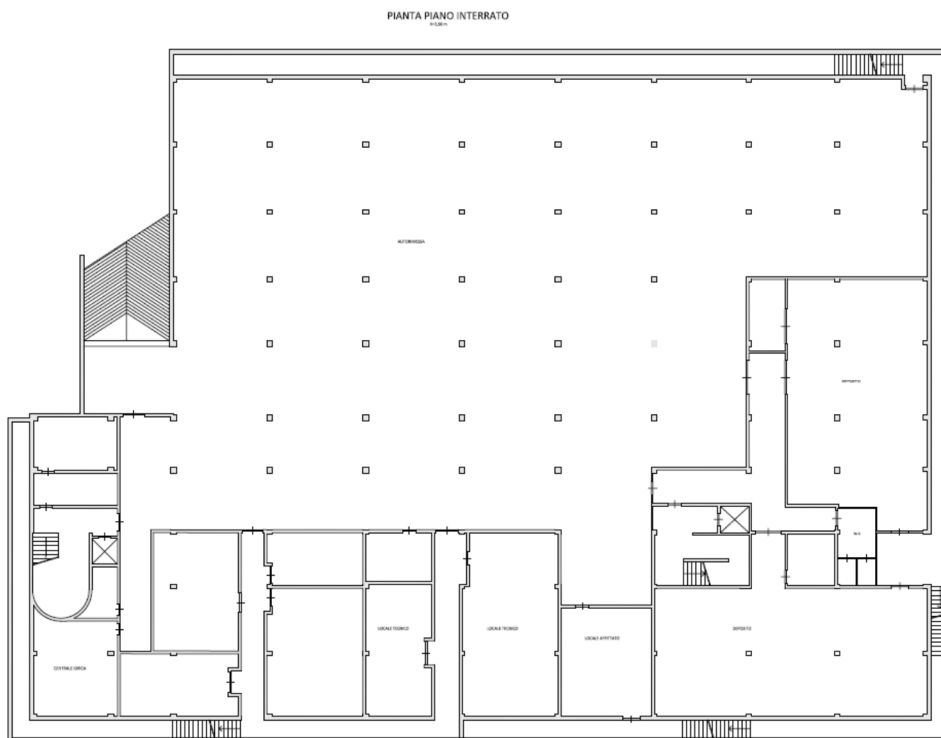 PIANTA PIANO INTERRATO
AUTORIMESSA
DEPOSITO
W.C.
LOCALE TECNICO
LOCALE TECNICO
LOCALE AFFITTATO
DEPOSITO
CENTRALE IDRICA